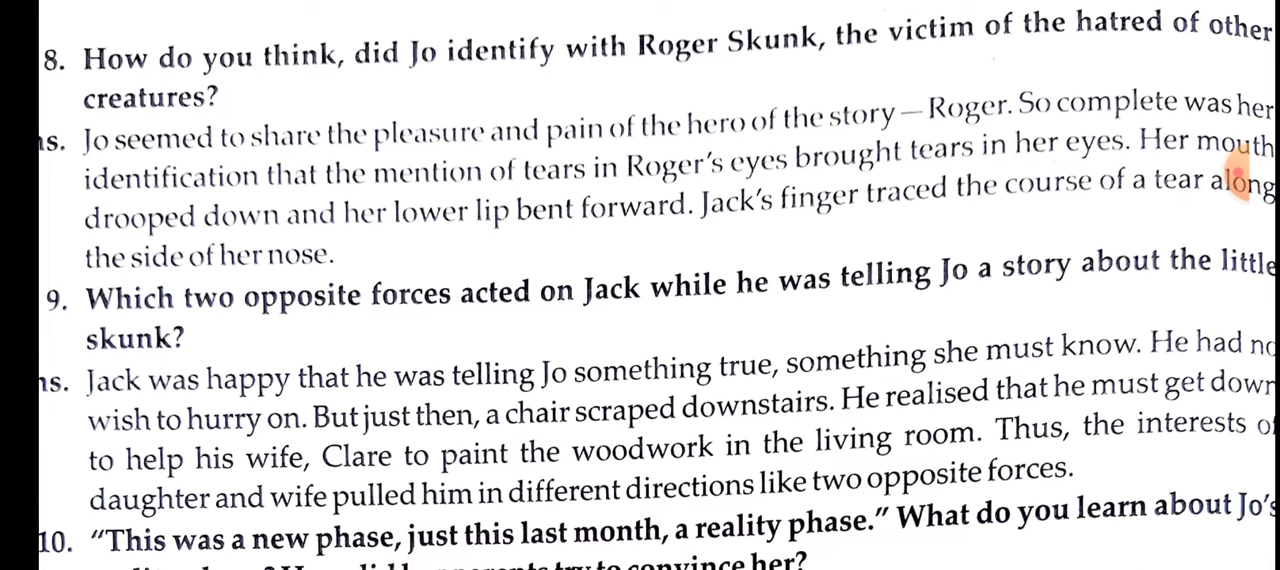 8. How do you think, did Jo identify with Roger Skunk, the victim of the hatred of other
creatures?
ns. Jo seemed to share the pleasure and pain of the hero of the story — Roger. So complete was her
identification that the mention of tears in Roger's eyes brought tears in her eyes. Her mouth
drooped down and her lower lip bent forward. Jack's finger traced the course of a tear along
the side of her nose.
9. Which two opposite forces acted on Jack while he was telling Jo a story about the little
skunk?
ns. Jack was happy that he was telling Jo something true, something she must know. He had no
wish to hurry on. But just then, a chair scraped downstairs. He realised that he must get down
to help his wife, Clare to paint the woodwork in the living room. Thus, the interests of
daughter and wife pulled him in different directions like two opposite forces.
10. "This was a new phase, just this last month, a reality phase." What do you learn about Jo's
parents try to convince her?